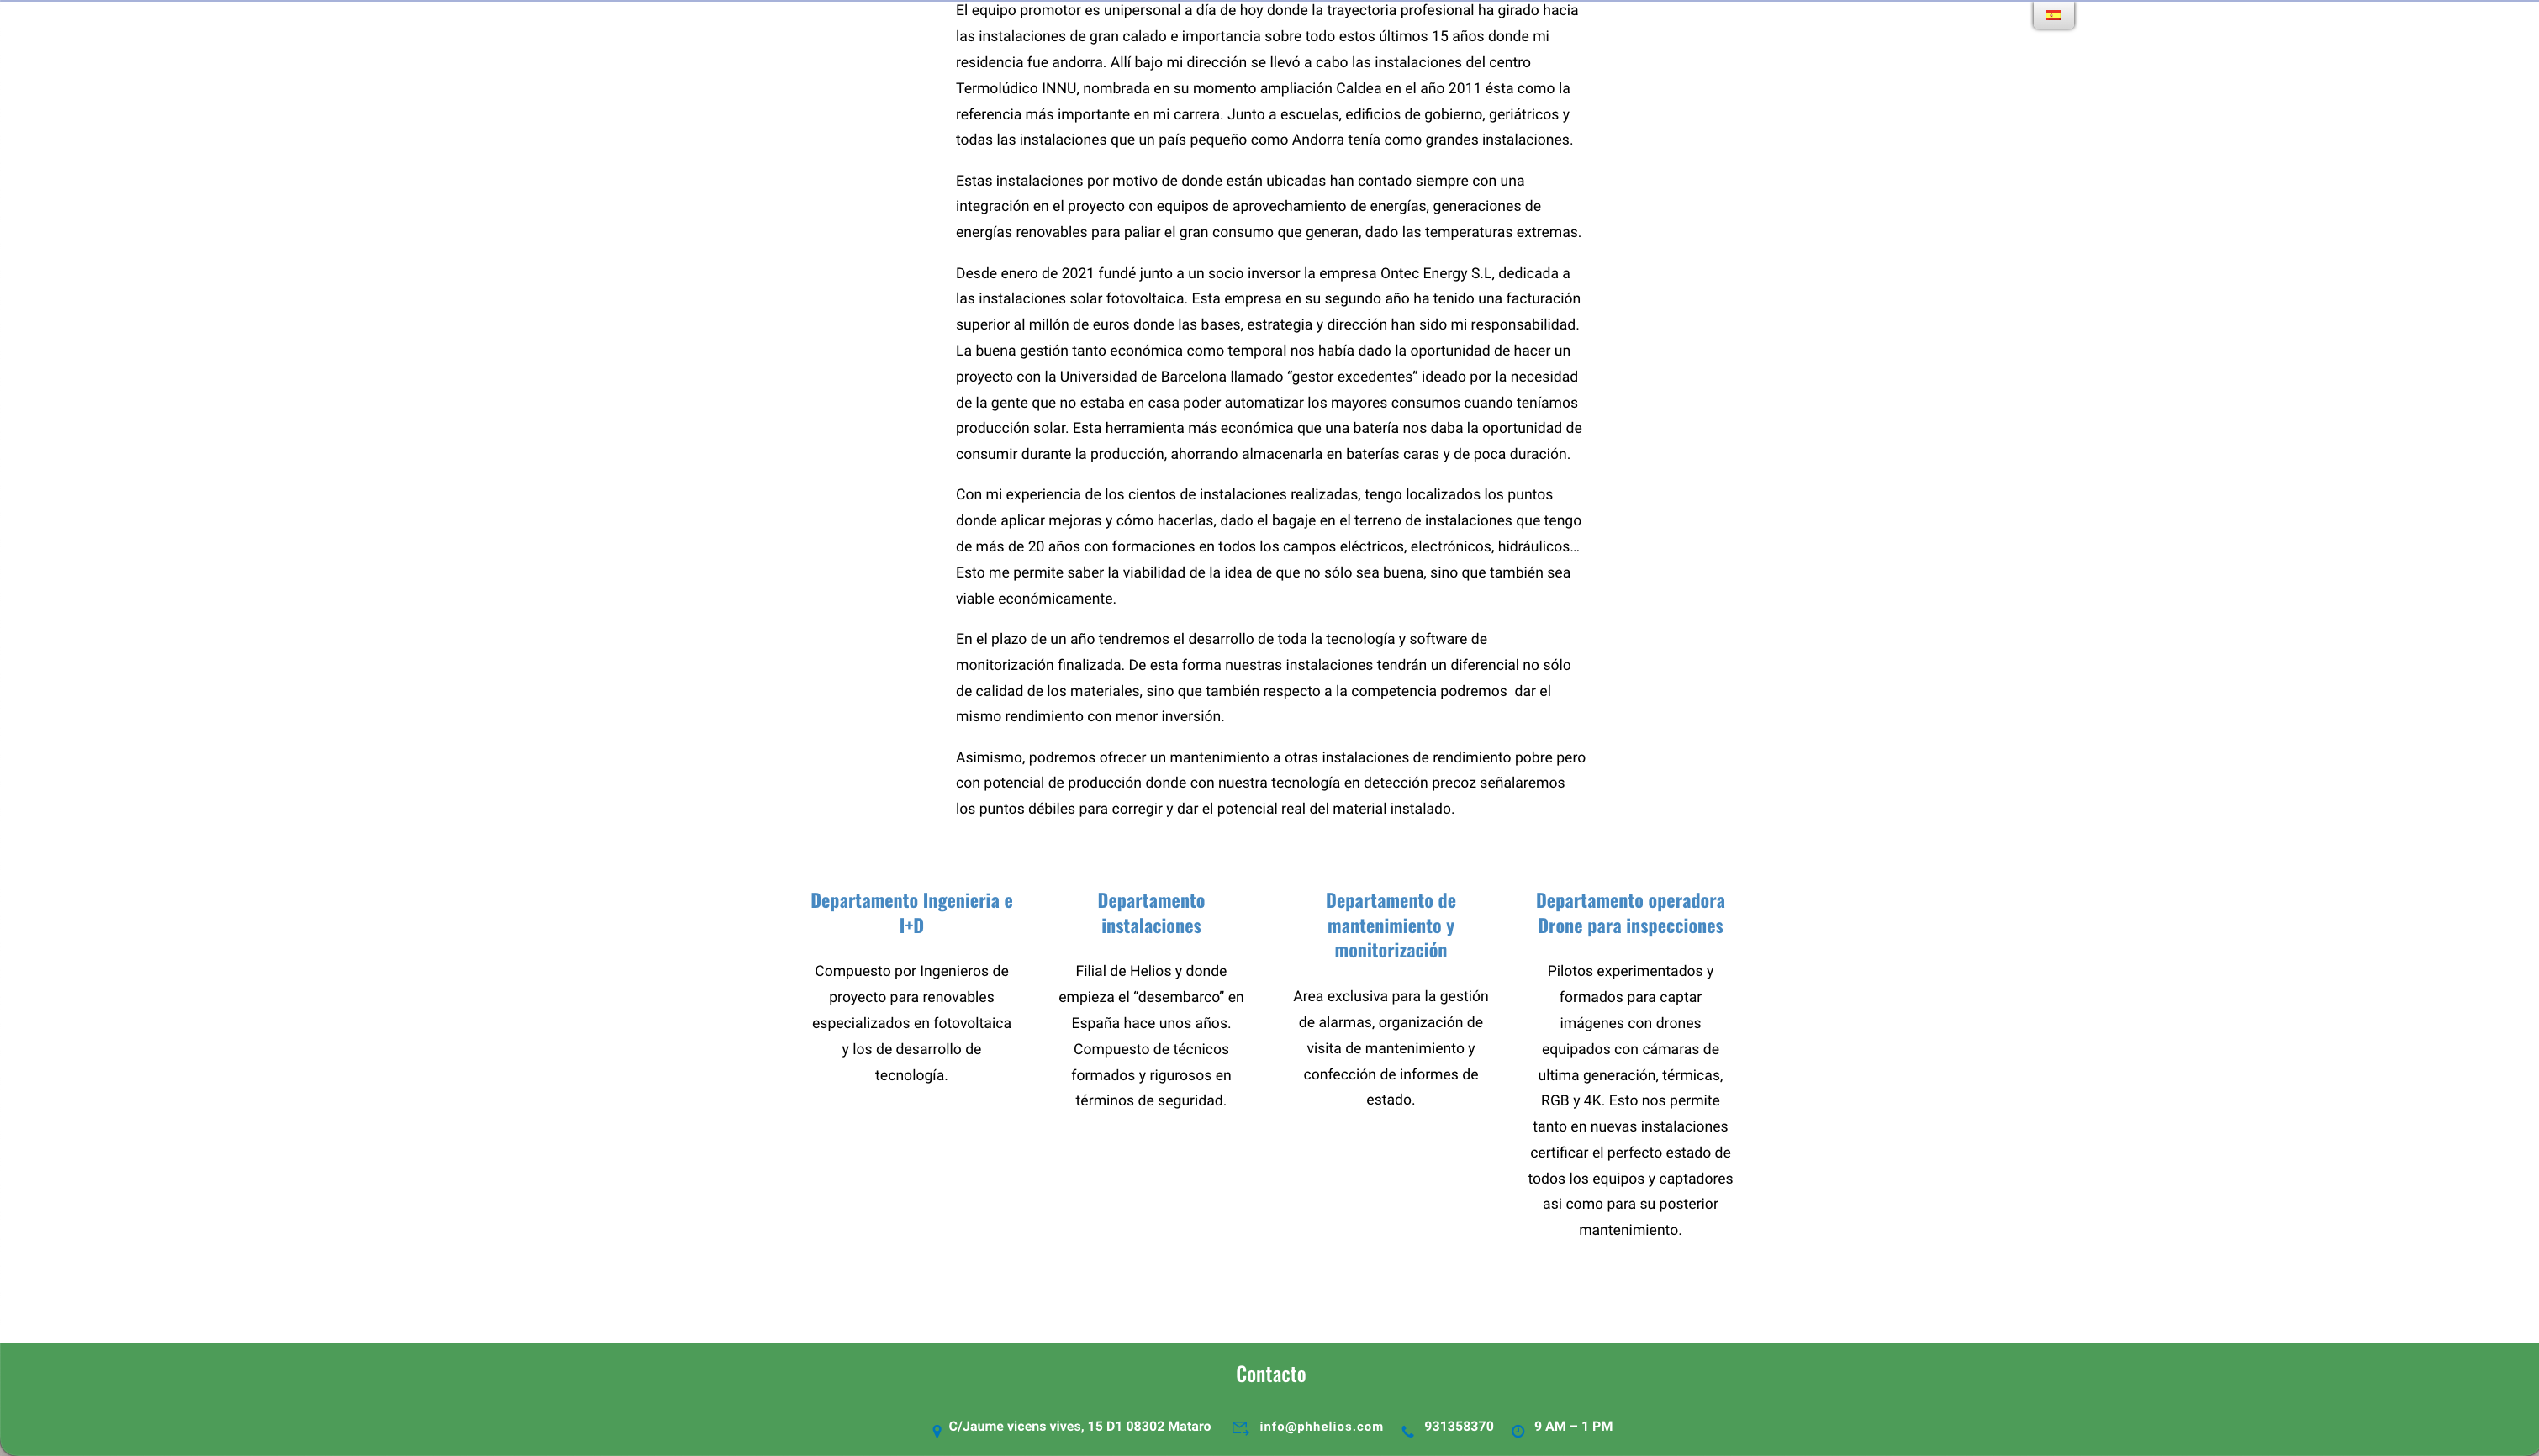 El equipo promotor es unipersonal a día de hoy donde la trayectoria profesional ha girado hacia
las instalaciones de gran calado e importancia sobre todo estos últimos 15 años donde mi
residencia fue andorra. Allí bajo mi dirección se llevó a cabo las instalaciones del centro
Termolúdico INNU, nombrada en su momento ampliación Caldea en el año 2011 ésta como la
referencia más importante en mi carrera. Junto a escuelas, edificios de gobierno, geriátricos y
todas las instalaciones que un país pequeño como Andorra tenía como grandes instalaciones.
Estas instalaciones por motivo de donde están ubicadas han contado siempre con una
integración en el proyecto con equipos de aprovechamiento de energías, generaciones de
energías renovables para paliar el gran consumo que generan, dado las temperaturas extremas.
Desde enero de 2021 fundé junto a un socio inversor la empresa Ontec Energy S.L, dedicada a
las instalaciones solar fotovoltaica. Esta empresa en su segundo año ha tenido una facturación
superior al millón de euros donde las bases, estrategia y dirección han sido mi responsabilidad.
La buena gestión tanto económica como temporal nos había dado la oportunidad de hacer un
proyecto con la Universidad de Barcelona llamado “gestor excedentes” ideado por la necesidad
de la gente que no estaba en casa poder automatizar los mayores consumos cuando teníamos
producción solar. Esta herramienta más económica que una batería nos daba la oportunidad de
consumir durante la producción, ahorrando almacenarla en baterías caras y de poca duración.
Con mi experiencia de los cientos de instalaciones realizadas, tengo localizados los puntos
donde aplicar mejoras y cómo hacerlas, dado el bagaje en el terreno de instalaciones que tengo
de más de 20 años con formaciones en todos los campos eléctricos, electrónicos, hidráulicos…
Esto me permite saber la viabilidad de la idea de que no sólo sea buena, sino que también sea
viable económicamente.
En el plazo de un año tendremos el desarrollo de toda la tecnología y software de
monitorización finalizada. De esta forma nuestras instalaciones tendrán un diferencial no sólo
de calidad de los materiales, sino que también respecto a la competencia podremos  dar el
mismo rendimiento con menor inversión.
Asimismo, podremos ofrecer un mantenimiento a otras instalaciones de rendimiento pobre pero
con potencial de producción donde con nuestra tecnología en detección precoz señalaremos
los puntos débiles para corregir y dar el potencial real del material instalado.
Departamento Ingenieria e
I+D
Compuesto por Ingenieros de
proyecto para renovables
especializados en fotovoltaica
y los de desarrollo de
tecnología.
Departamento
instalaciones
Filial de Helios y donde
empieza el “desembarco” en
España hace unos años.
Compuesto de técnicos
formados y rigurosos en
términos de seguridad.
Departamento de
mantenimiento y
monitorización
Area exclusiva para la gestión
de alarmas, organización de
visita de mantenimiento y
confección de informes de
estado.
Departamento operadora
Drone para inspecciones
Pilotos experimentados y
formados para captar
imágenes con drones
equipados con cámaras de
ultima generación, térmicas,
RGB y 4K. Esto nos permite
tanto en nuevas instalaciones
certificar el perfecto estado de
todos los equipos y captadores
asi como para su posterior
mantenimiento.
Contacto
C/Jaume vicens vives, 15 D1 08302 Mataro info@phhelios.com 931358370 9 AM – 1 PM